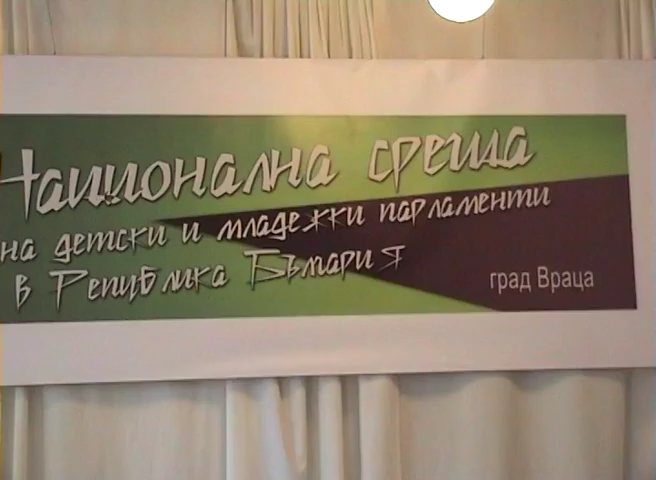 Национална среща
на детски и младежки парламенти
в Република България
град Враца